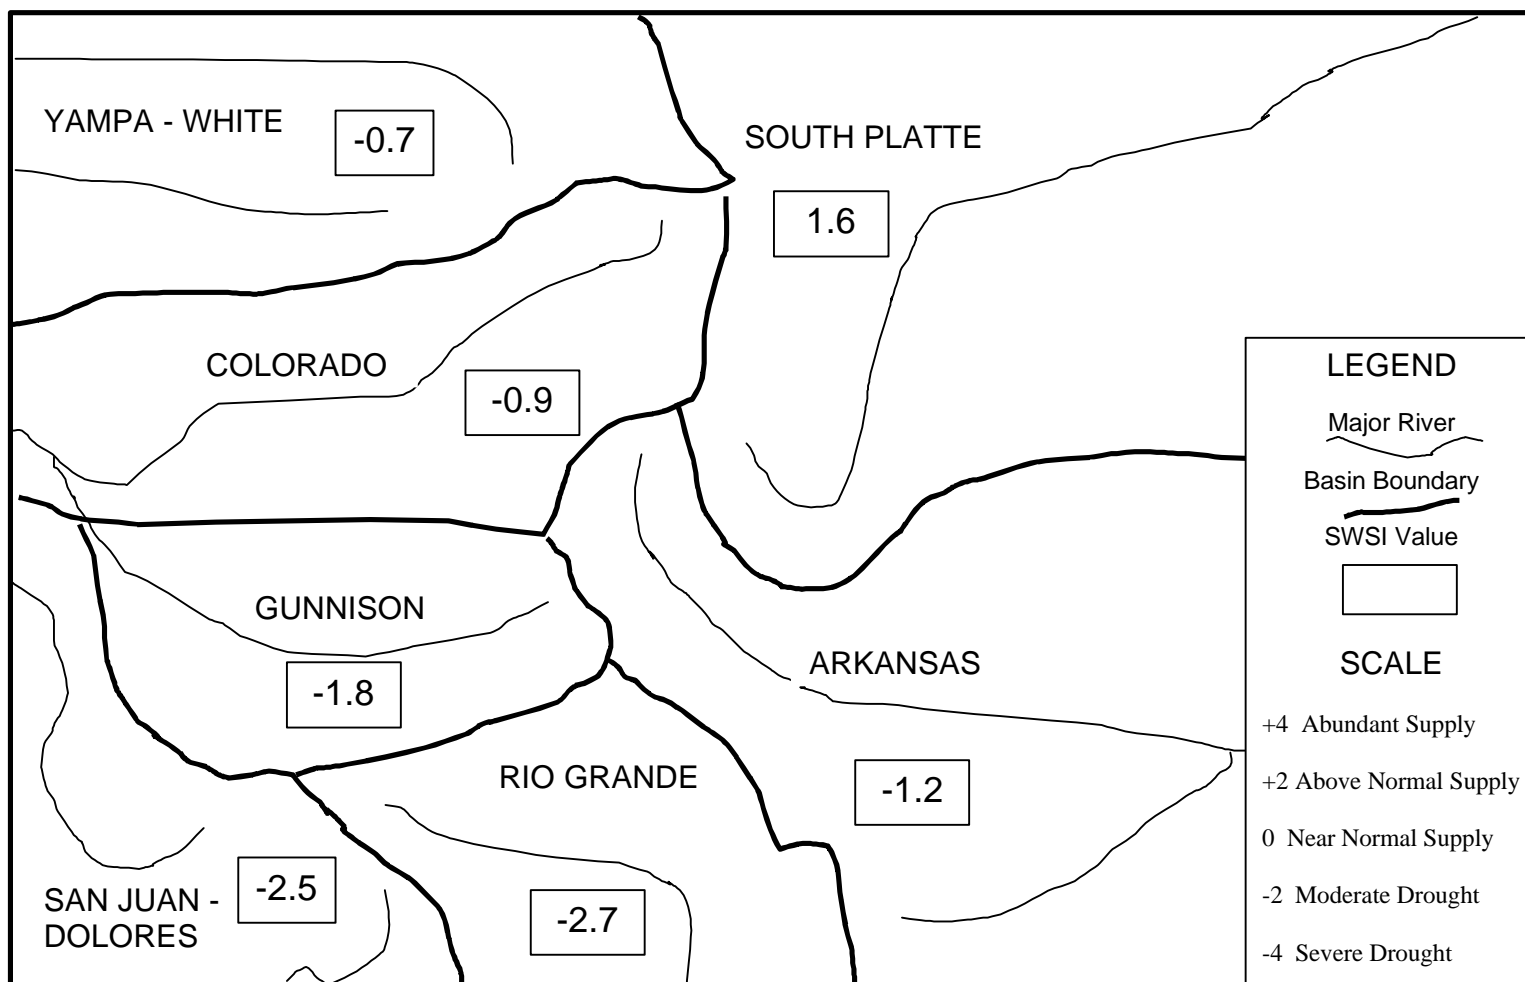 YAMPA - WHITE
-0.7
SOUTH PLATTE
1.6
COLORADO
-0.9
GUNNISON
-1.8
ARKANSAS
-1.2
RIO GRANDE
-2.7
SAN JUAN -
DOLORES
-2.5
LEGEND
Major River
Basin Boundary
SWSI Value
SCALE
+4 Abundant Supply
+2 Above Normal Supply
0 Near Normal Supply
-2 Moderate Drought
-4 Severe Drought